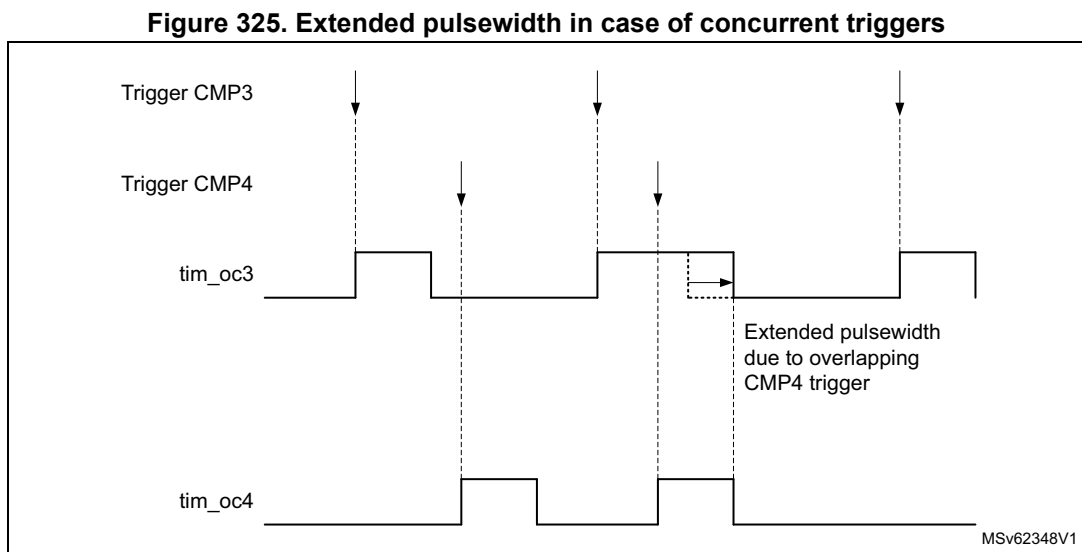 Figure 325. Extended pulsewidth in case of concurrent triggers
Trigger CMP3
Trigger CMP4
tim_oc3
Extended pulsewidth
due to overlapping
CMP4 trigger
tim_oc4
MSv62348V1